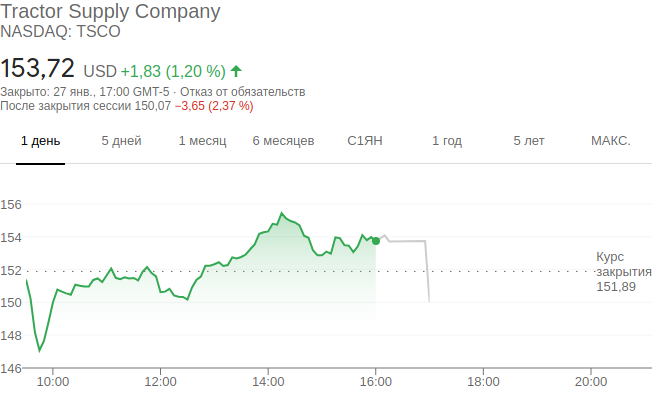 Tractor Supply Company
NASDAQ: TSCO
153,72 USD +1,83 (1,20 %)
Закрыто: 27 янв., 17:00 GMT-5 · Отказ от обязательств
После закрытия сессии 150,07 −3,65 (2,37 %)
1 день 5 дней 1 месяц 6 месяцев С1ЯН 1 год 5 лет МАКС.
156
154
152
150
148
146
Курс
закрытия
151,89
10:00 12:00 14:00 16:00 18:00 20:00